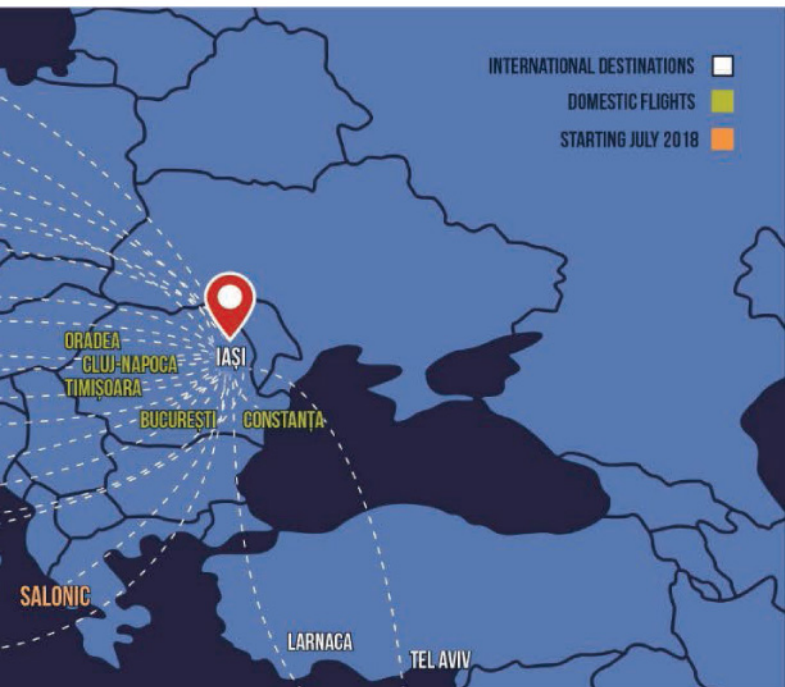 INTERNATIONAL DESTINATIONS
DOMESTIC FLIGHTS
STARTING JULY 2018
ORADEA
CLUJ-NAPOCA
TIMIȘOARA
IAȘI
BUCUREȘTI
CONSTANȚA
SALONIC
LARNACA
TEL AVIV